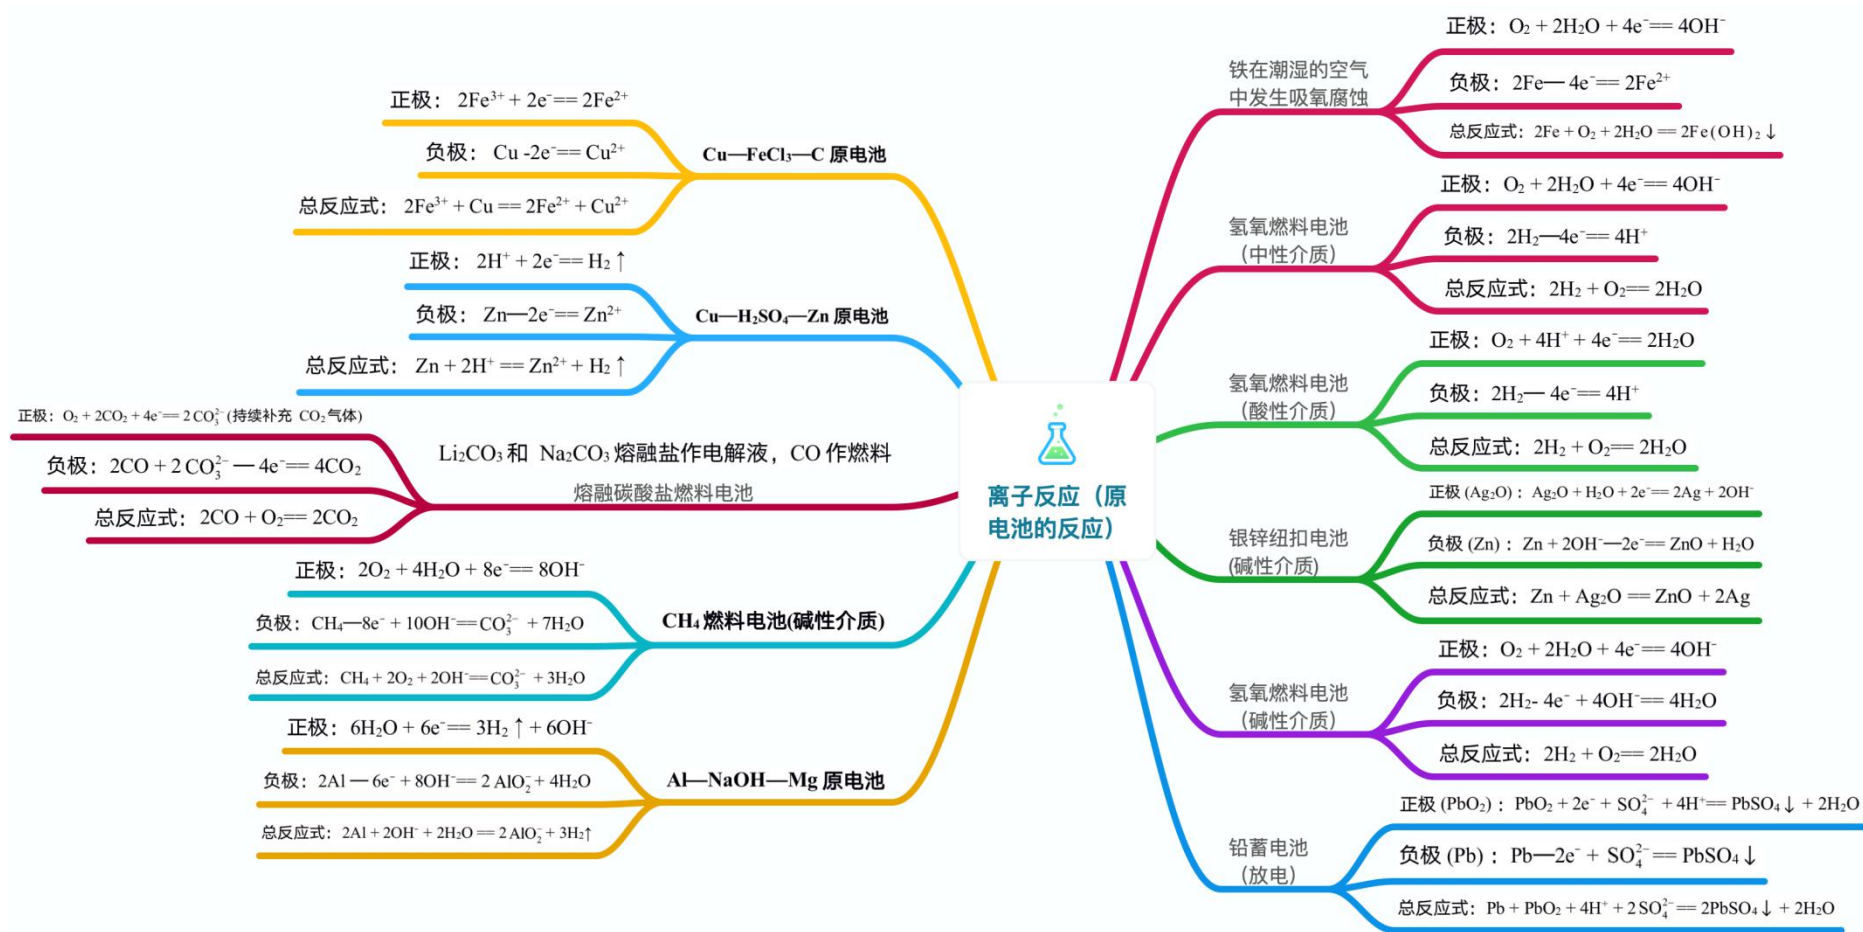 离子反应（原
电池的反应）
Cu—FeCl₃—C 原电池
正极：2Fe³⁺ + 2e⁻== 2Fe²⁺
负极：Cu -2e⁻== Cu²⁺
总反应式：2Fe³⁺ + Cu == 2Fe²⁺ + Cu²⁺
Cu—H₂SO₄—Zn 原电池
正极：2H⁺ + 2e⁻== H₂ ↑
负极：Zn—2e⁻== Zn²⁺
总反应式：Zn + 2H⁺ == Zn²⁺ + H₂ ↑
Li₂CO₃ 和 Na₂CO₃ 熔融盐作电解液，CO 作燃料
熔融碳酸盐燃料电池
正极：O₂ + 2CO₂ + 4e⁻== 2 CO₃²⁻ (持续补充 CO₂ 气体)
负极：2CO + 2 CO₃²⁻ — 4e⁻== 4CO₂
总反应式：2CO + O₂== 2CO₂
CH₄ 燃料电池(碱性介质)
正极：2O₂ + 4H₂O + 8e⁻== 8OH⁻
负极：CH₄—8e⁻ + 10OH⁻==CO₃²⁻ + 7H₂O
总反应式：CH₄ + 2O₂ + 2OH⁻==CO₃²⁻ + 3H₂O
Al—NaOH—Mg 原电池
正极：6H₂O + 6e⁻== 3H₂ ↑ + 6OH⁻
负极：2Al — 6e⁻ + 8OH⁻== 2 AlO₂⁻ + 4H₂O
总反应式：2Al + 2OH⁻ + 2H₂O == 2 AlO₂⁻ + 3H₂↑
铁在潮湿的空气
中发生吸氧腐蚀
正极：O₂ + 2H₂O + 4e⁻== 4OH⁻
负极：2Fe— 4e⁻== 2Fe²⁺
总反应式：2Fe + O₂ + 2H₂O == 2Fe(OH)₂ ↓
氢氧燃料电池
（中性介质）
正极：O₂ + 2H₂O + 4e⁻== 4OH⁻
负极：2H₂—4e⁻== 4H⁺
总反应式：2H₂ + O₂== 2H₂O
氢氧燃料电池
（酸性介质）
正极：O₂ + 4H⁺ + 4e⁻== 2H₂O
负极：2H₂— 4e⁻== 4H⁺
总反应式：2H₂ + O₂== 2H₂O
银锌纽扣电池
(碱性介质)
正极 (Ag₂O)：Ag₂O + H₂O + 2e⁻== 2Ag + 2OH⁻
负极 (Zn)：Zn + 2OH⁻—2e⁻== ZnO + H₂O
总反应式：Zn + Ag₂O == ZnO + 2Ag
氢氧燃料电池
（碱性介质）
正极：O₂ + 2H₂O + 4e⁻== 4OH⁻
负极：2H₂- 4e⁻ + 4OH⁻== 4H₂O
总反应式：2H₂ + O₂== 2H₂O
铅蓄电池
（放电）
正极 (PbO₂)：PbO₂ + 2e⁻ + SO₄²⁻ + 4H⁺== PbSO₄↓ + 2H₂O
负极 (Pb)：Pb—2e⁻ + SO₄²⁻ == PbSO₄↓
总反应式：Pb + PbO₂ + 4H⁺ + 2 SO₄²⁻== 2PbSO₄↓ + 2H₂O